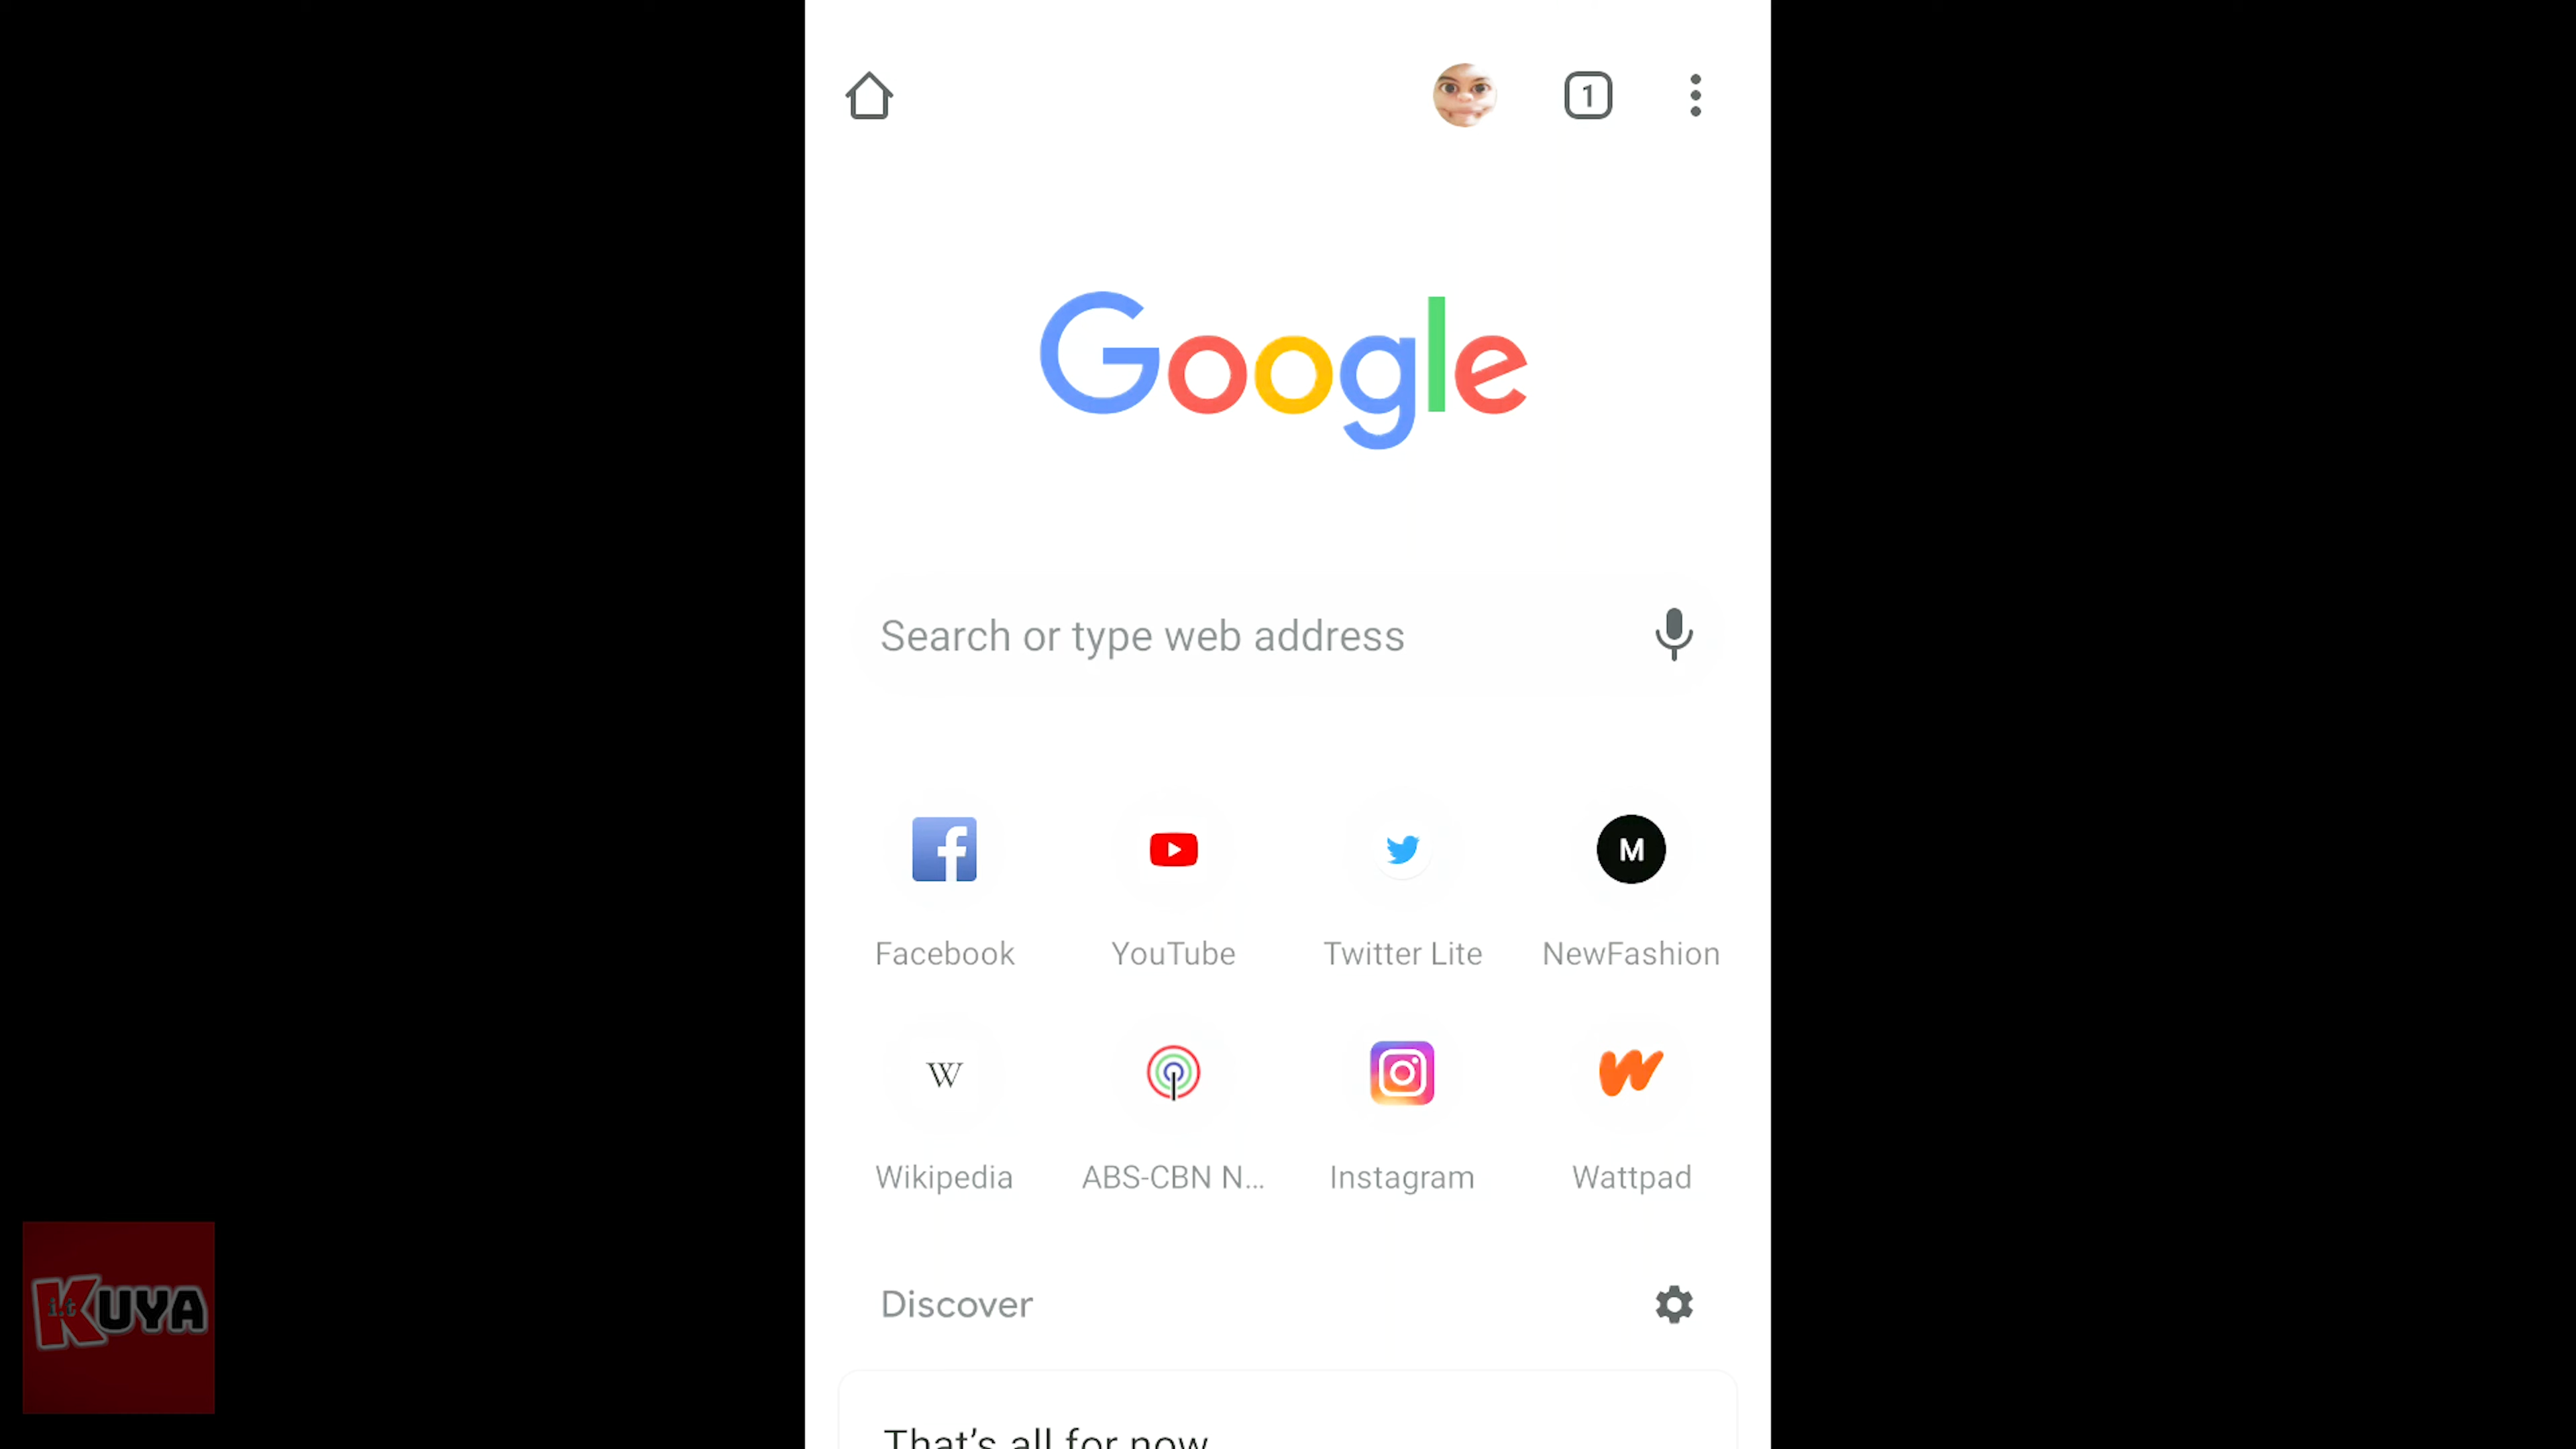 1
Google
Search or type web address
M
Facebook YouTube Twitter Lite NewFashion
W
Wikipedia ABS-CBN N... Instagram Wattpad
Discover
That's all for now
i.t KUYA